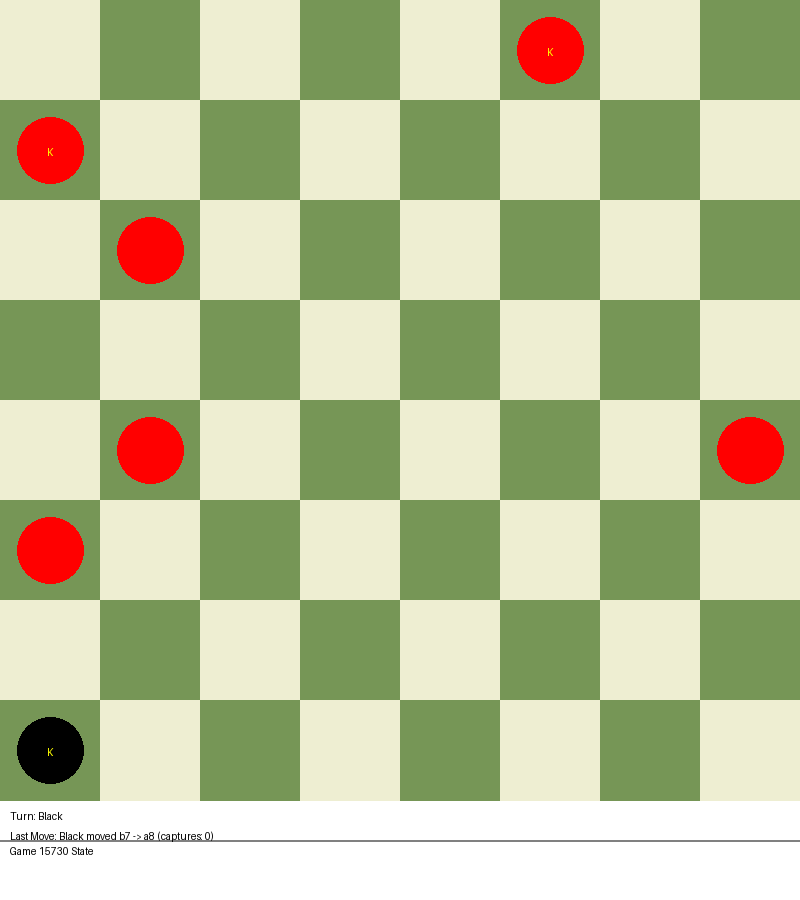 K
K
K
Turn: Black
Last Move: Black moved b7 -> a8 (captures: 0)
Game 15730 State